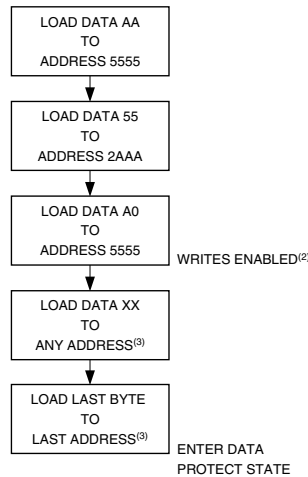 LOAD DATA AA
TO
ADDRESS 5555
LOAD DATA 55
TO
ADDRESS 2AAA
LOAD DATA A0
TO
ADDRESS 5555
WRITES ENABLED(2)
LOAD DATA XX
TO
ANY ADDRESS(3)
LOAD LAST BYTE
TO
LAST ADDRESS(3)
ENTER DATA
PROTECT STATE